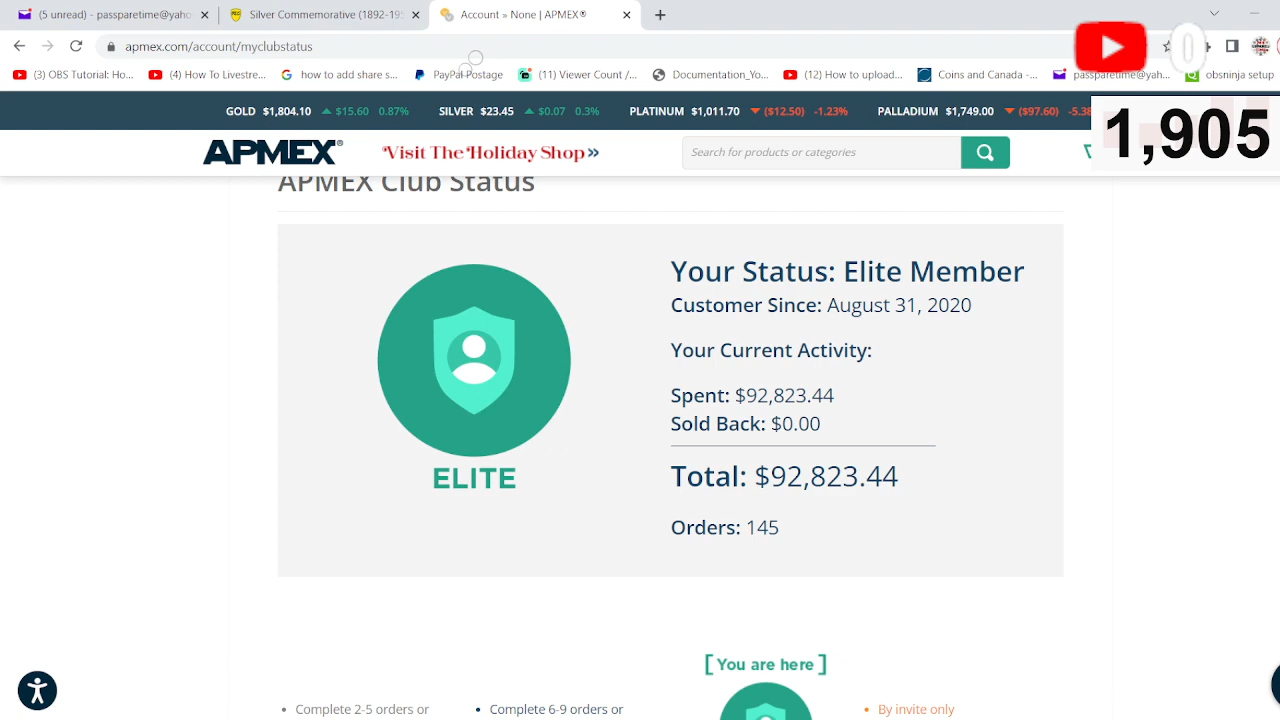 (5 unread) - passparetime@yaho
Silver Commemorative (1892-195
Account » None | APMEX®
apmex.com/account/myclubstatus
(3) OBS Tutorial: Ho...
(4) How To Livestre...
how to add share s...
PayPal Postage
(11) Viewer Count /...
Documentation_Yo...
(12) How to upload...
Coins and Canada -...
passparetime@yah...
obsninja setup
0
GOLD $1,804.10 $15.60 0.87% SILVER $23.45 $0.07 0.3% PLATINUM $1,011.70 ($12.50) -1.23% PALLADIUM $1,749.00 ($97.60) -5.38
1,905
APMEX®
Visit The Holiday Shop »
Search for products or categories
APMEX Club Status
Your Status: Elite Member
Customer Since: August 31, 2020
Your Current Activity:
Spent: $92,823.44
Sold Back: $0.00
Total: $92,823.44
Orders: 145
ELITE
[ You are here ]
• Complete 2-5 orders or
• Complete 6-9 orders or
• By invite only